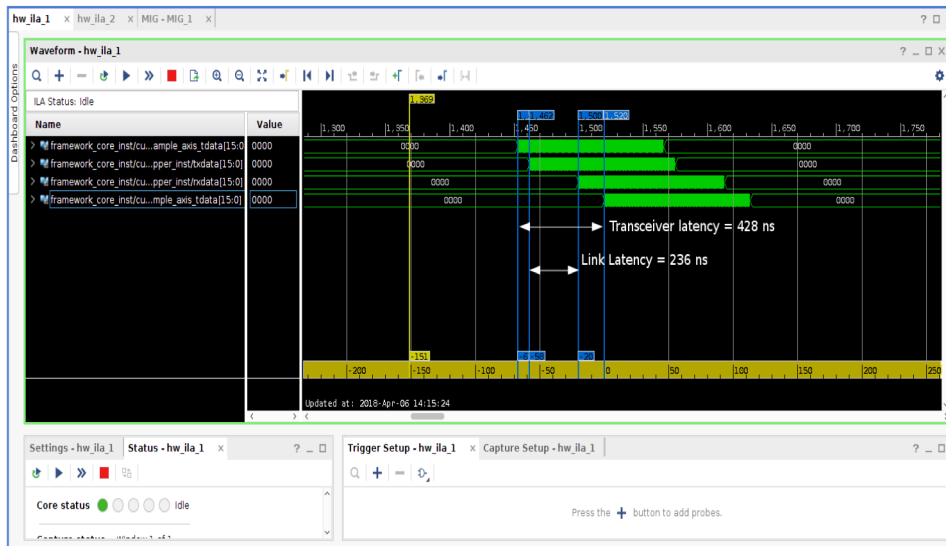 hw_ila_1 x hw_ila_2 x MIG - MIG_1 x ? □
Dashboard Options
Waveform - hw_ila_1 ? _ □ X
ILA Status: Idle
Name Value
framework_core_inst/cu...ample_axis_tdata[15:0 0000
framework_core_inst/cu...pper_inst/txdata[15:0] 0000
framework_core_inst/cu...pper_inst/rxdata[15:0] 0000
framework_core_inst/cu...mple_axis_tdata[15:0] 0000
1,369
1,462 1,500 1,520
1,300 1,350 1,400 1,450 1,500 1,550 1,600 1,650 1,700 1,750
0000 0000
0000 0000
0000 0000
0000 0000
Transceiver latency = 428 ns
Link Latency = 236 ns
-151 -58 -20
-200 -150 -100 -50 0 50 100 150 200 250
Updated at: 2018-Apr-06 14:15:24
Settings - hw_ila_1 Status - hw_ila_1 x ? _ □
Core status Idle
Trigger Setup - hw_ila_1 x Capture Setup - hw_ila_1 ? _ □
Press the + button to add probes.